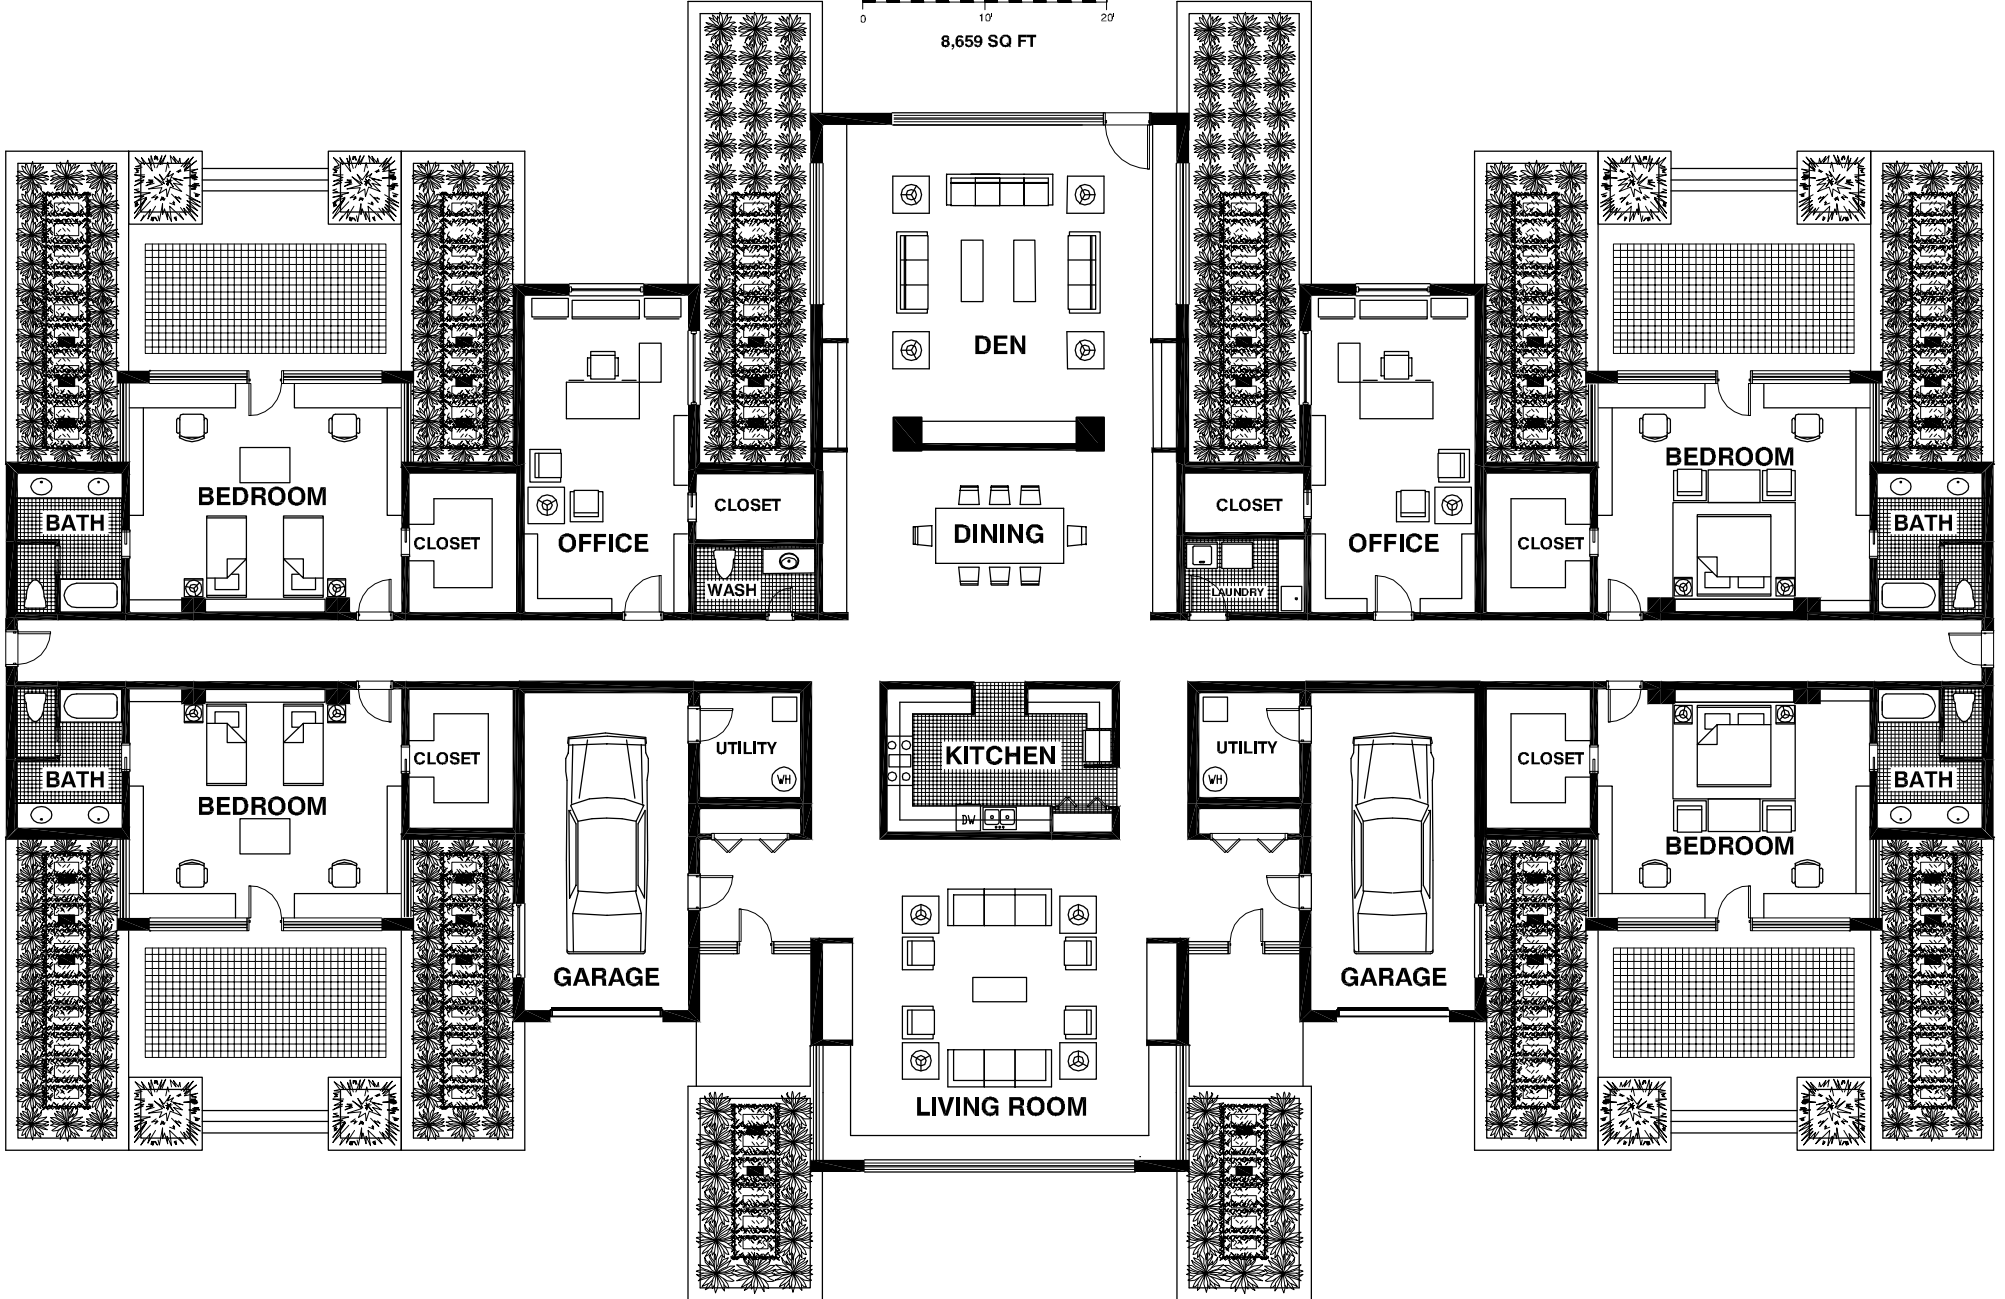 0 10' 20'
8,659 SQ FT
DEN
BEDROOM
BEDROOM
BATH
CLOSET
OFFICE
CLOSET
WASH
DINING
CLOSET
LAUNDRY
OFFICE
CLOSET
BATH
BATH
CLOSET
BEDROOM
UTILITY
WH
KITCHEN
DW
UTILITY
WH
CLOSET
BATH
BEDROOM
GARAGE
GARAGE
LIVING ROOM